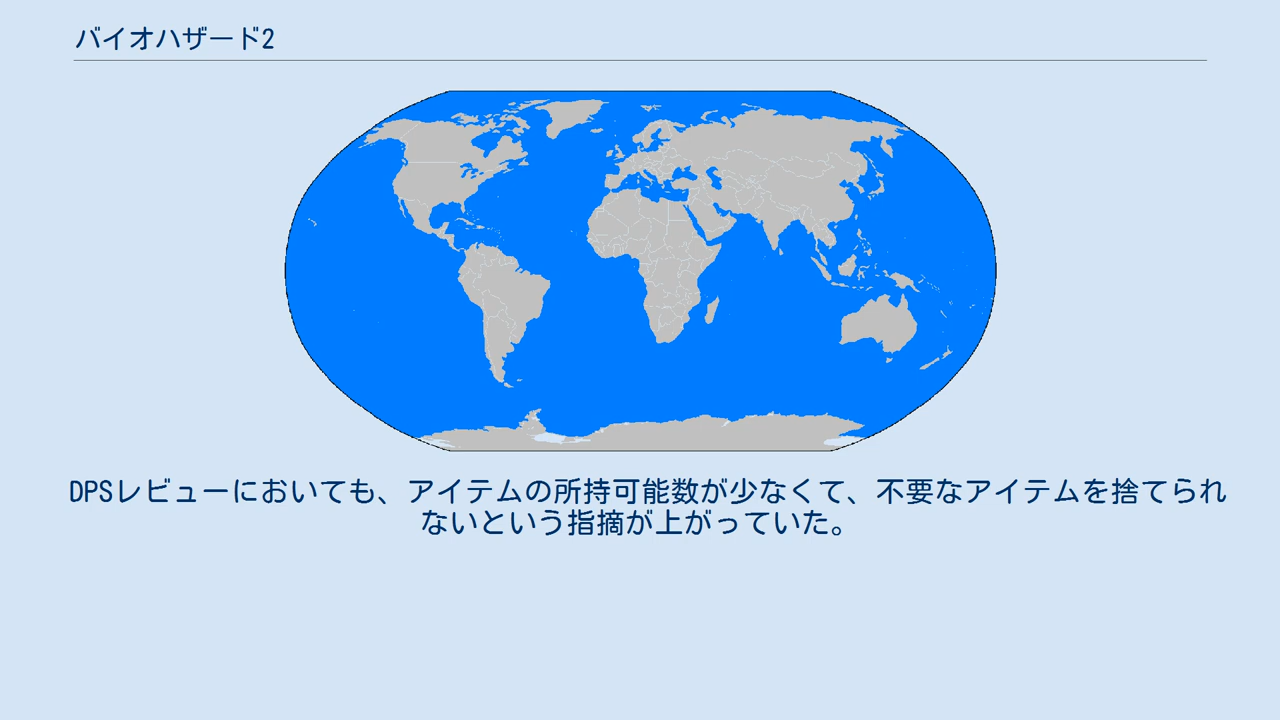 バイオハザード2
DPSレビューにおいても、アイテムの所持可能数が少なくて、不要なアイテムを捨てられ
ないという指摘が上がっていた。